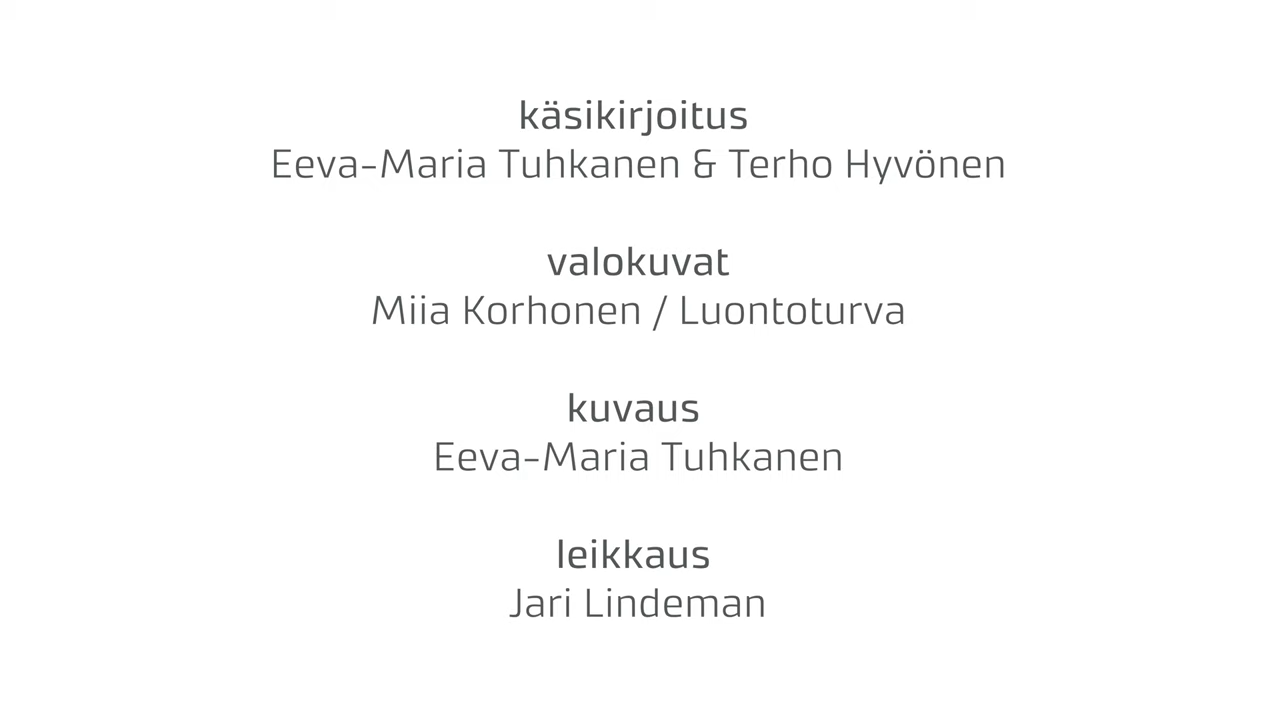 käsikirjoitus
Eeva-Maria Tuhkanen & Terho Hyvönen
valokuvat
Miia Korhonen / Luontoturva
kuvaus
Eeva-Maria Tuhkanen
leikkaus
Jari Lindeman